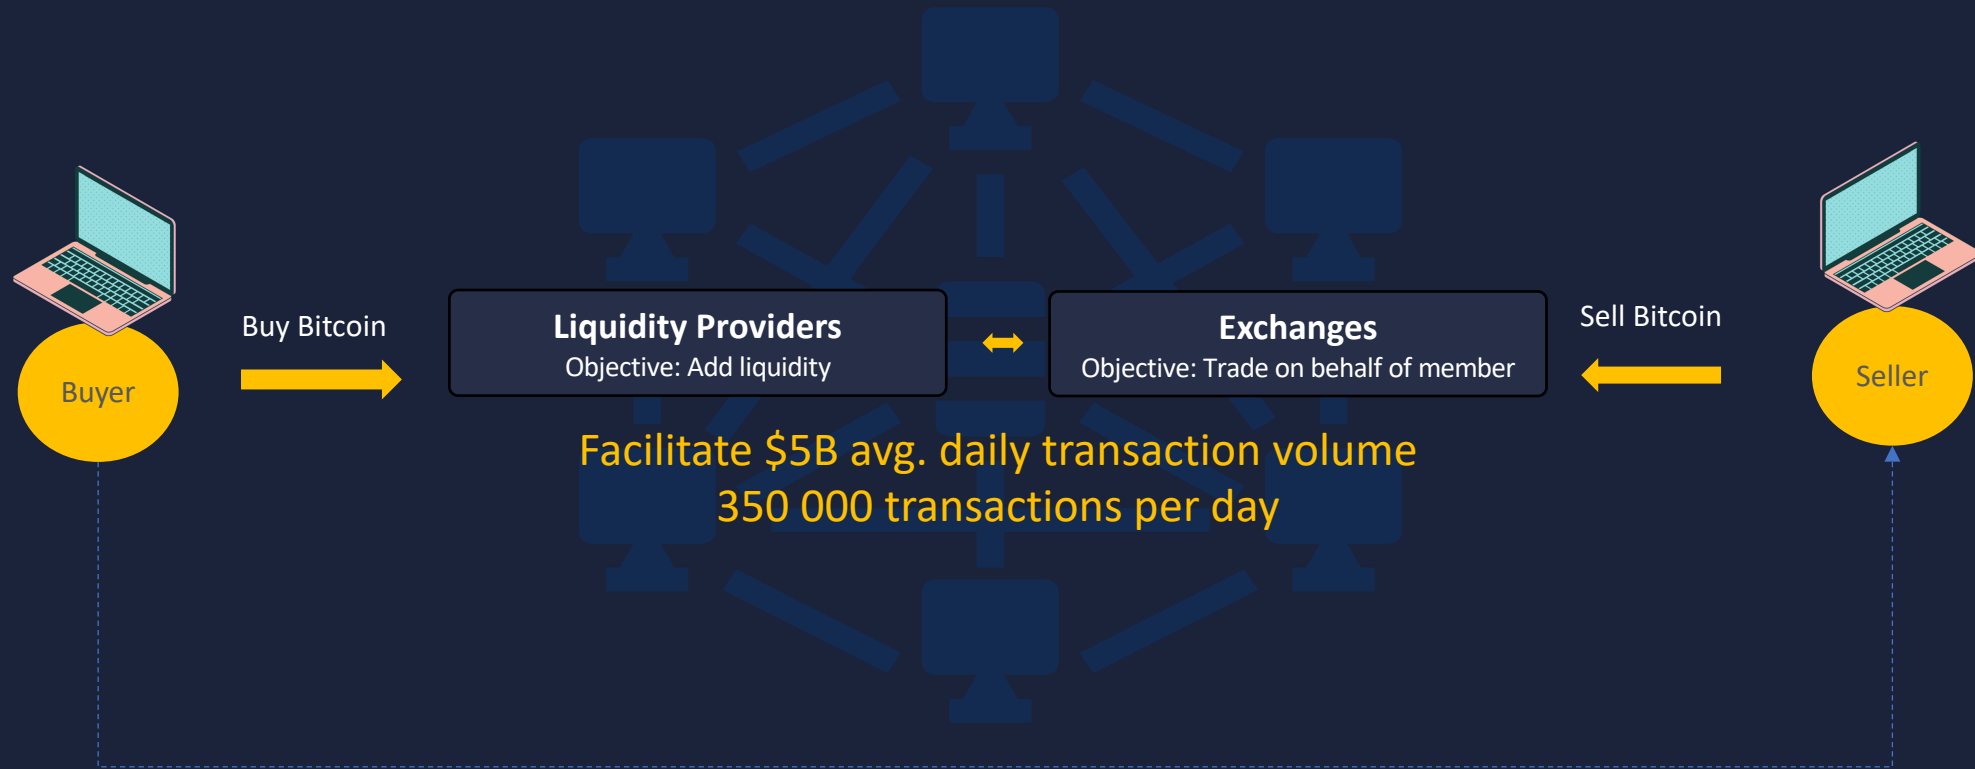 Buy Bitcoin
Buyer
Liquidity Providers
Objective: Add liquidity
Exchanges
Objective: Trade on behalf of member
Sell Bitcoin
Seller
Facilitate $5B avg. daily transaction volume
350 000 transactions per day